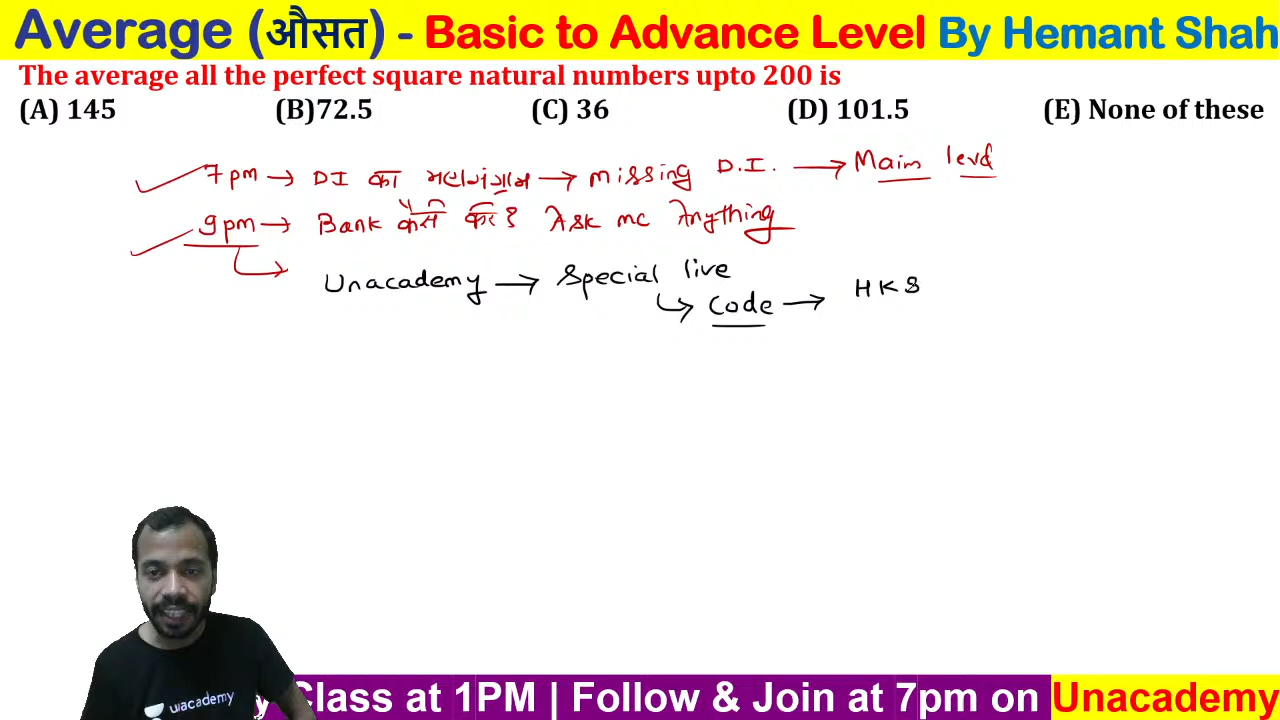 Average (औसत) - Basic to Advance Level By Hemant Shah
The average all the perfect square natural numbers upto 200 is
(A) 145 (B)72.5 (C) 36 (D) 101.5 (E) None of these
7pm → DI का → missing D.I. → Main level
9pm → Bank कैसे करें? Ask me Anything
Unacademy → Special live
Code → HKS
unacademy
y Class at 1PM | Follow & Join at 7pm on Unacademy